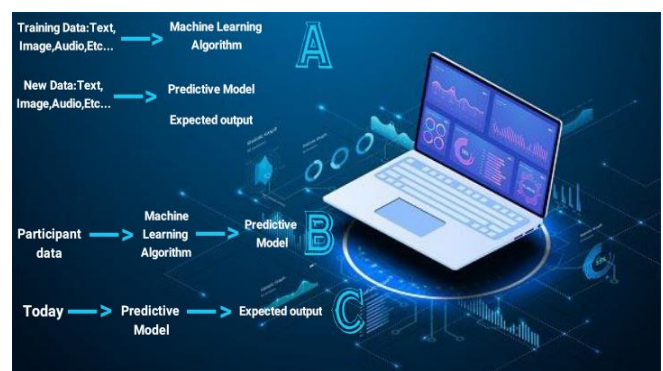 Training Data:Text,
Image,Audio,Etc...
Machine Learning
Algorithm
A
New Data:Text,
Image,Audio,Etc...
Predictive Model
Expected output
Participant
data
Machine
Learning
Algorithm
Predictive
Model
B
Today
Predictive
Model
Expected output
C